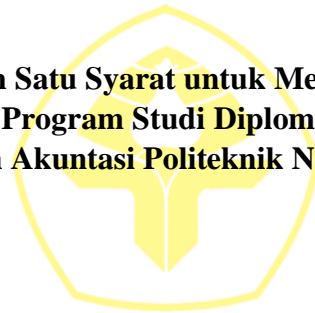 n Satu Syarat untuk Me
Program Studi Diplom
Akuntasi Politeknik N